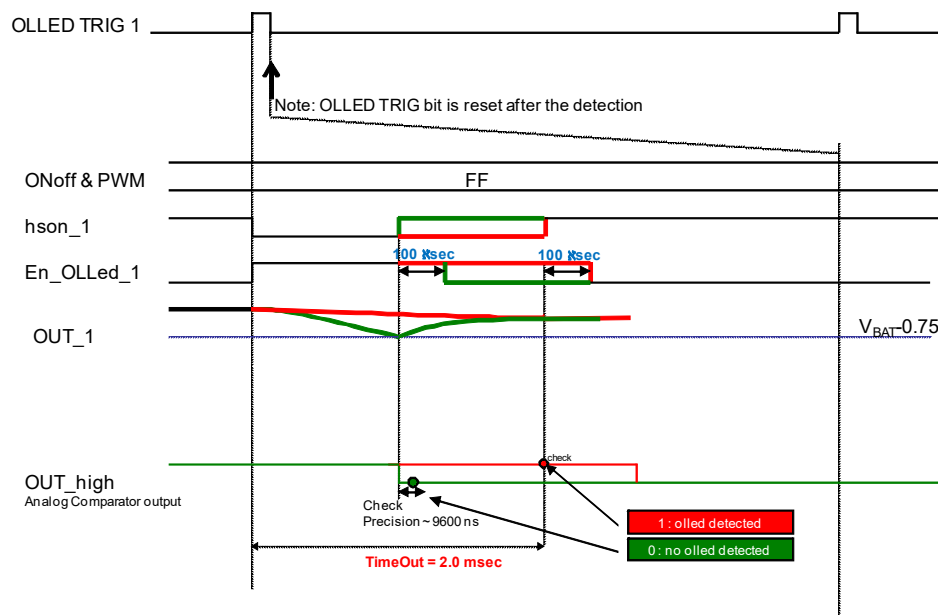 OLLED TRIG 1
Note: OLLED TRIG bit is reset after the detection
ONoff & PWM
FF
hson_1
100 sec
100 sec
En_OLLed_1
OUT_1
VBAT-0.75
check
OUT_high
Analog Comparator output
Check
Precision ~ 9600 ns
1 : olled detected
0 : no olled detected
TimeOut = 2.0 msec